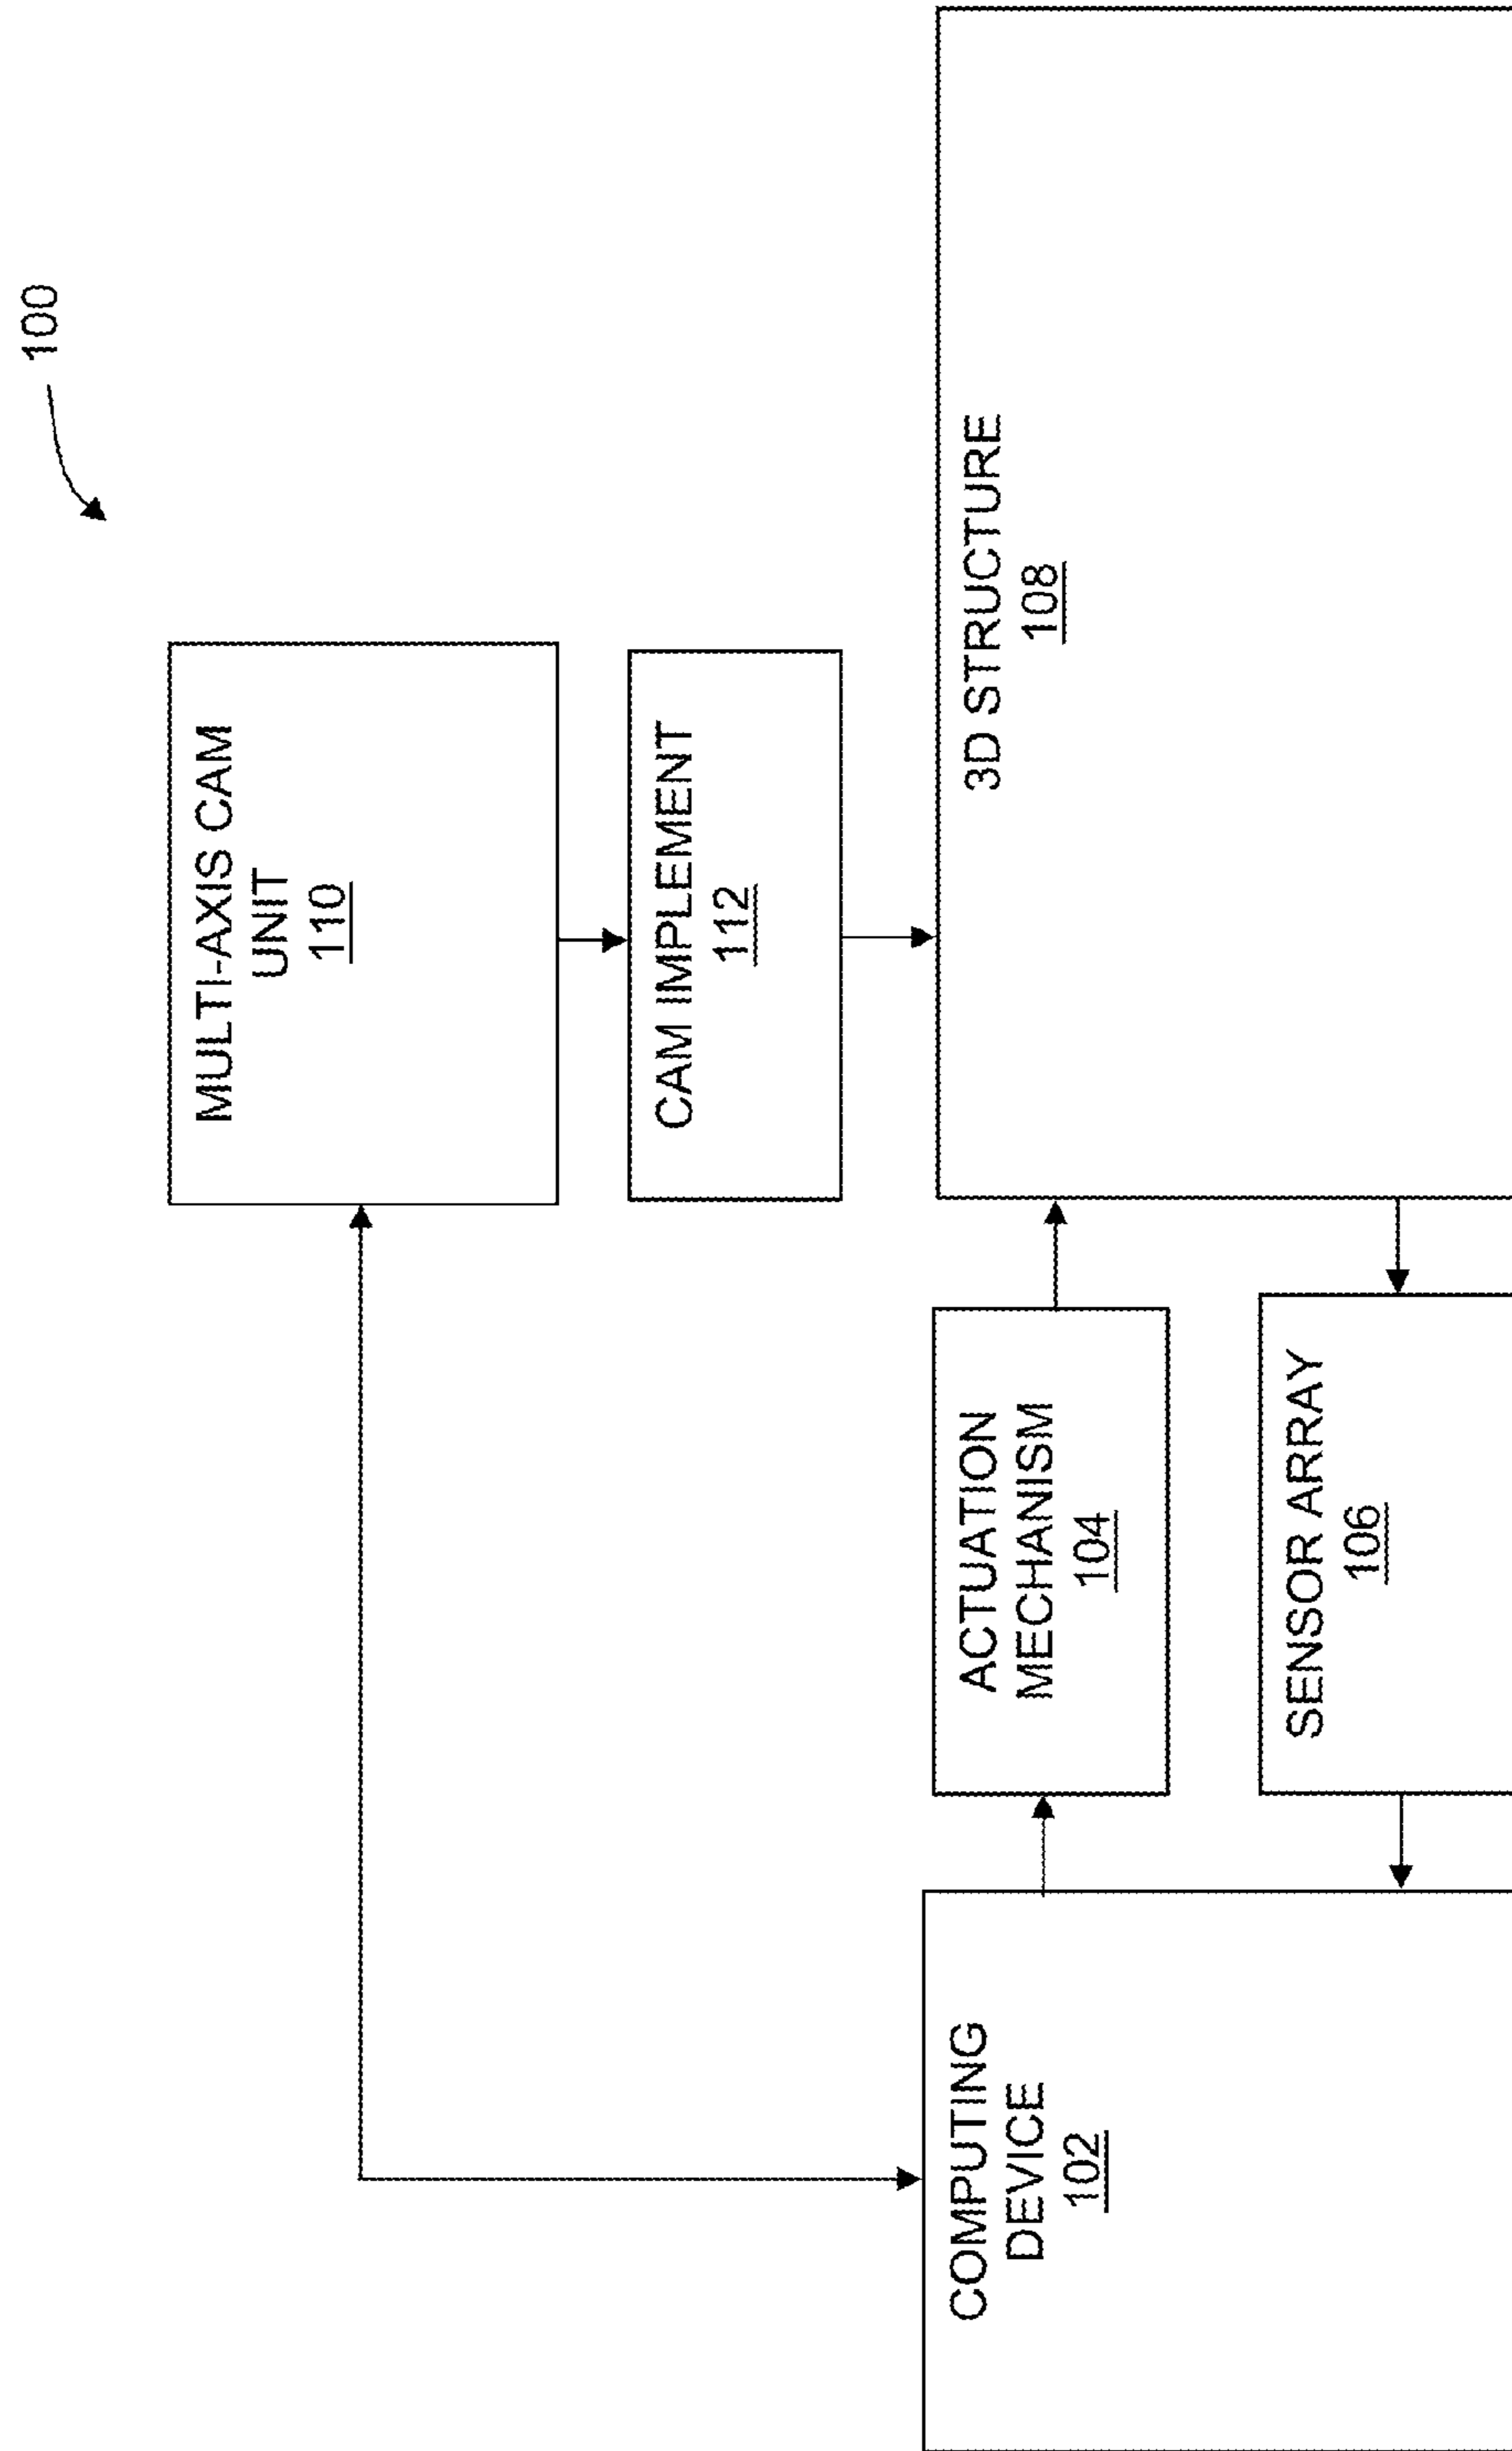 100
MULTI-AXIS CAM
UNIT
110
CAM IMPLEMENT
112
COMPUTING
DEVICE
102
ACTUATION
MECHANISM
104
SENSOR ARRAY
106
3D STRUCTURE
108